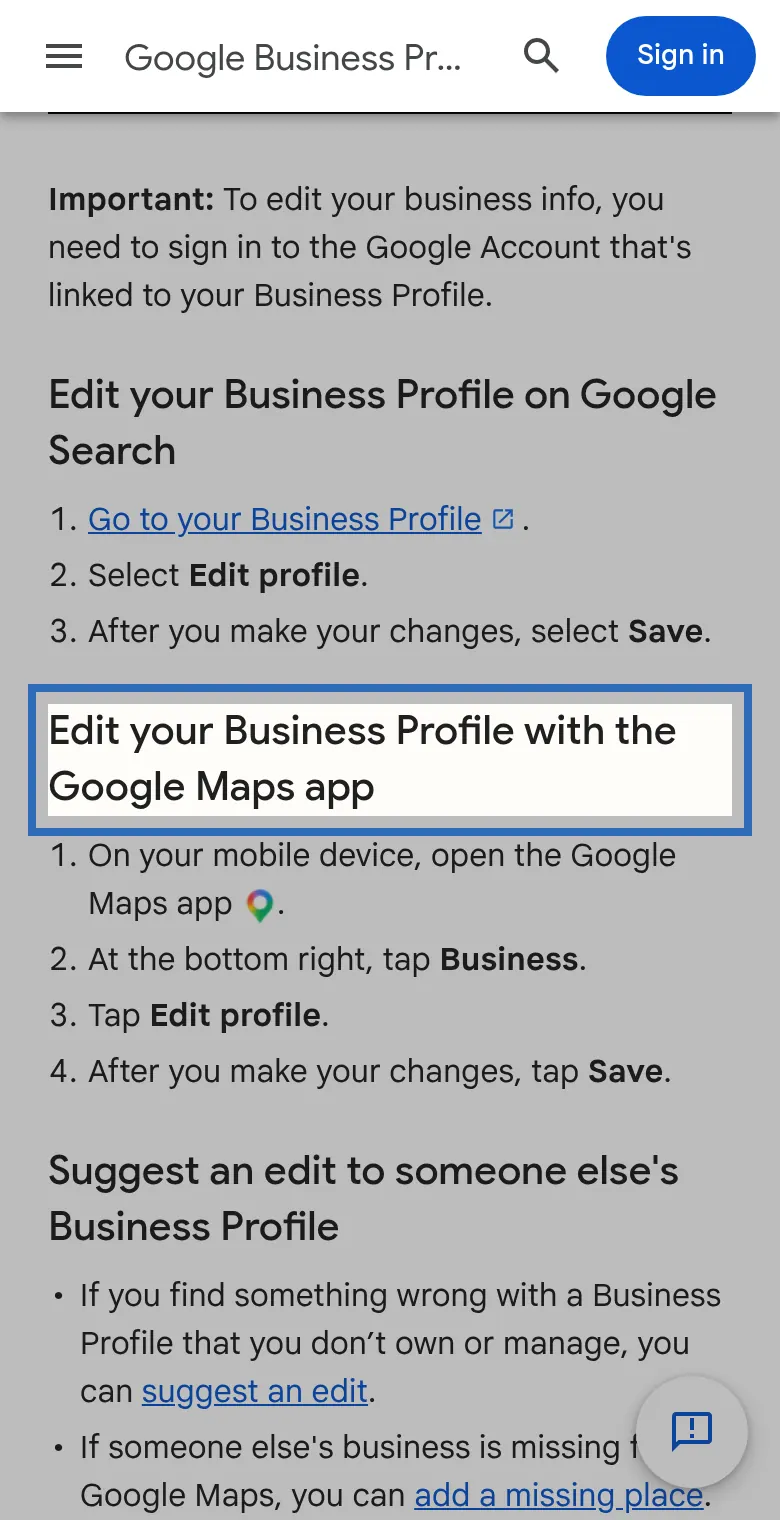 Google Business Pr...
Sign in
Important: To edit your business info, you
need to sign in to the Google Account that's
linked to your Business Profile.
Edit your Business Profile on Google
Search
1. Go to your Business Profile .
2. Select Edit profile.
3. After you make your changes, select Save.
Edit your Business Profile with the
Google Maps app
1. On your mobile device, open the Google
Maps app .
2. At the bottom right, tap Business.
3. Tap Edit profile.
4. After you make your changes, tap Save.
Suggest an edit to someone else's
Business Profile
• If you find something wrong with a Business
Profile that you don’t own or manage, you
can suggest an edit.
• If someone else's business is missing
Google Maps, you can add a missing place.